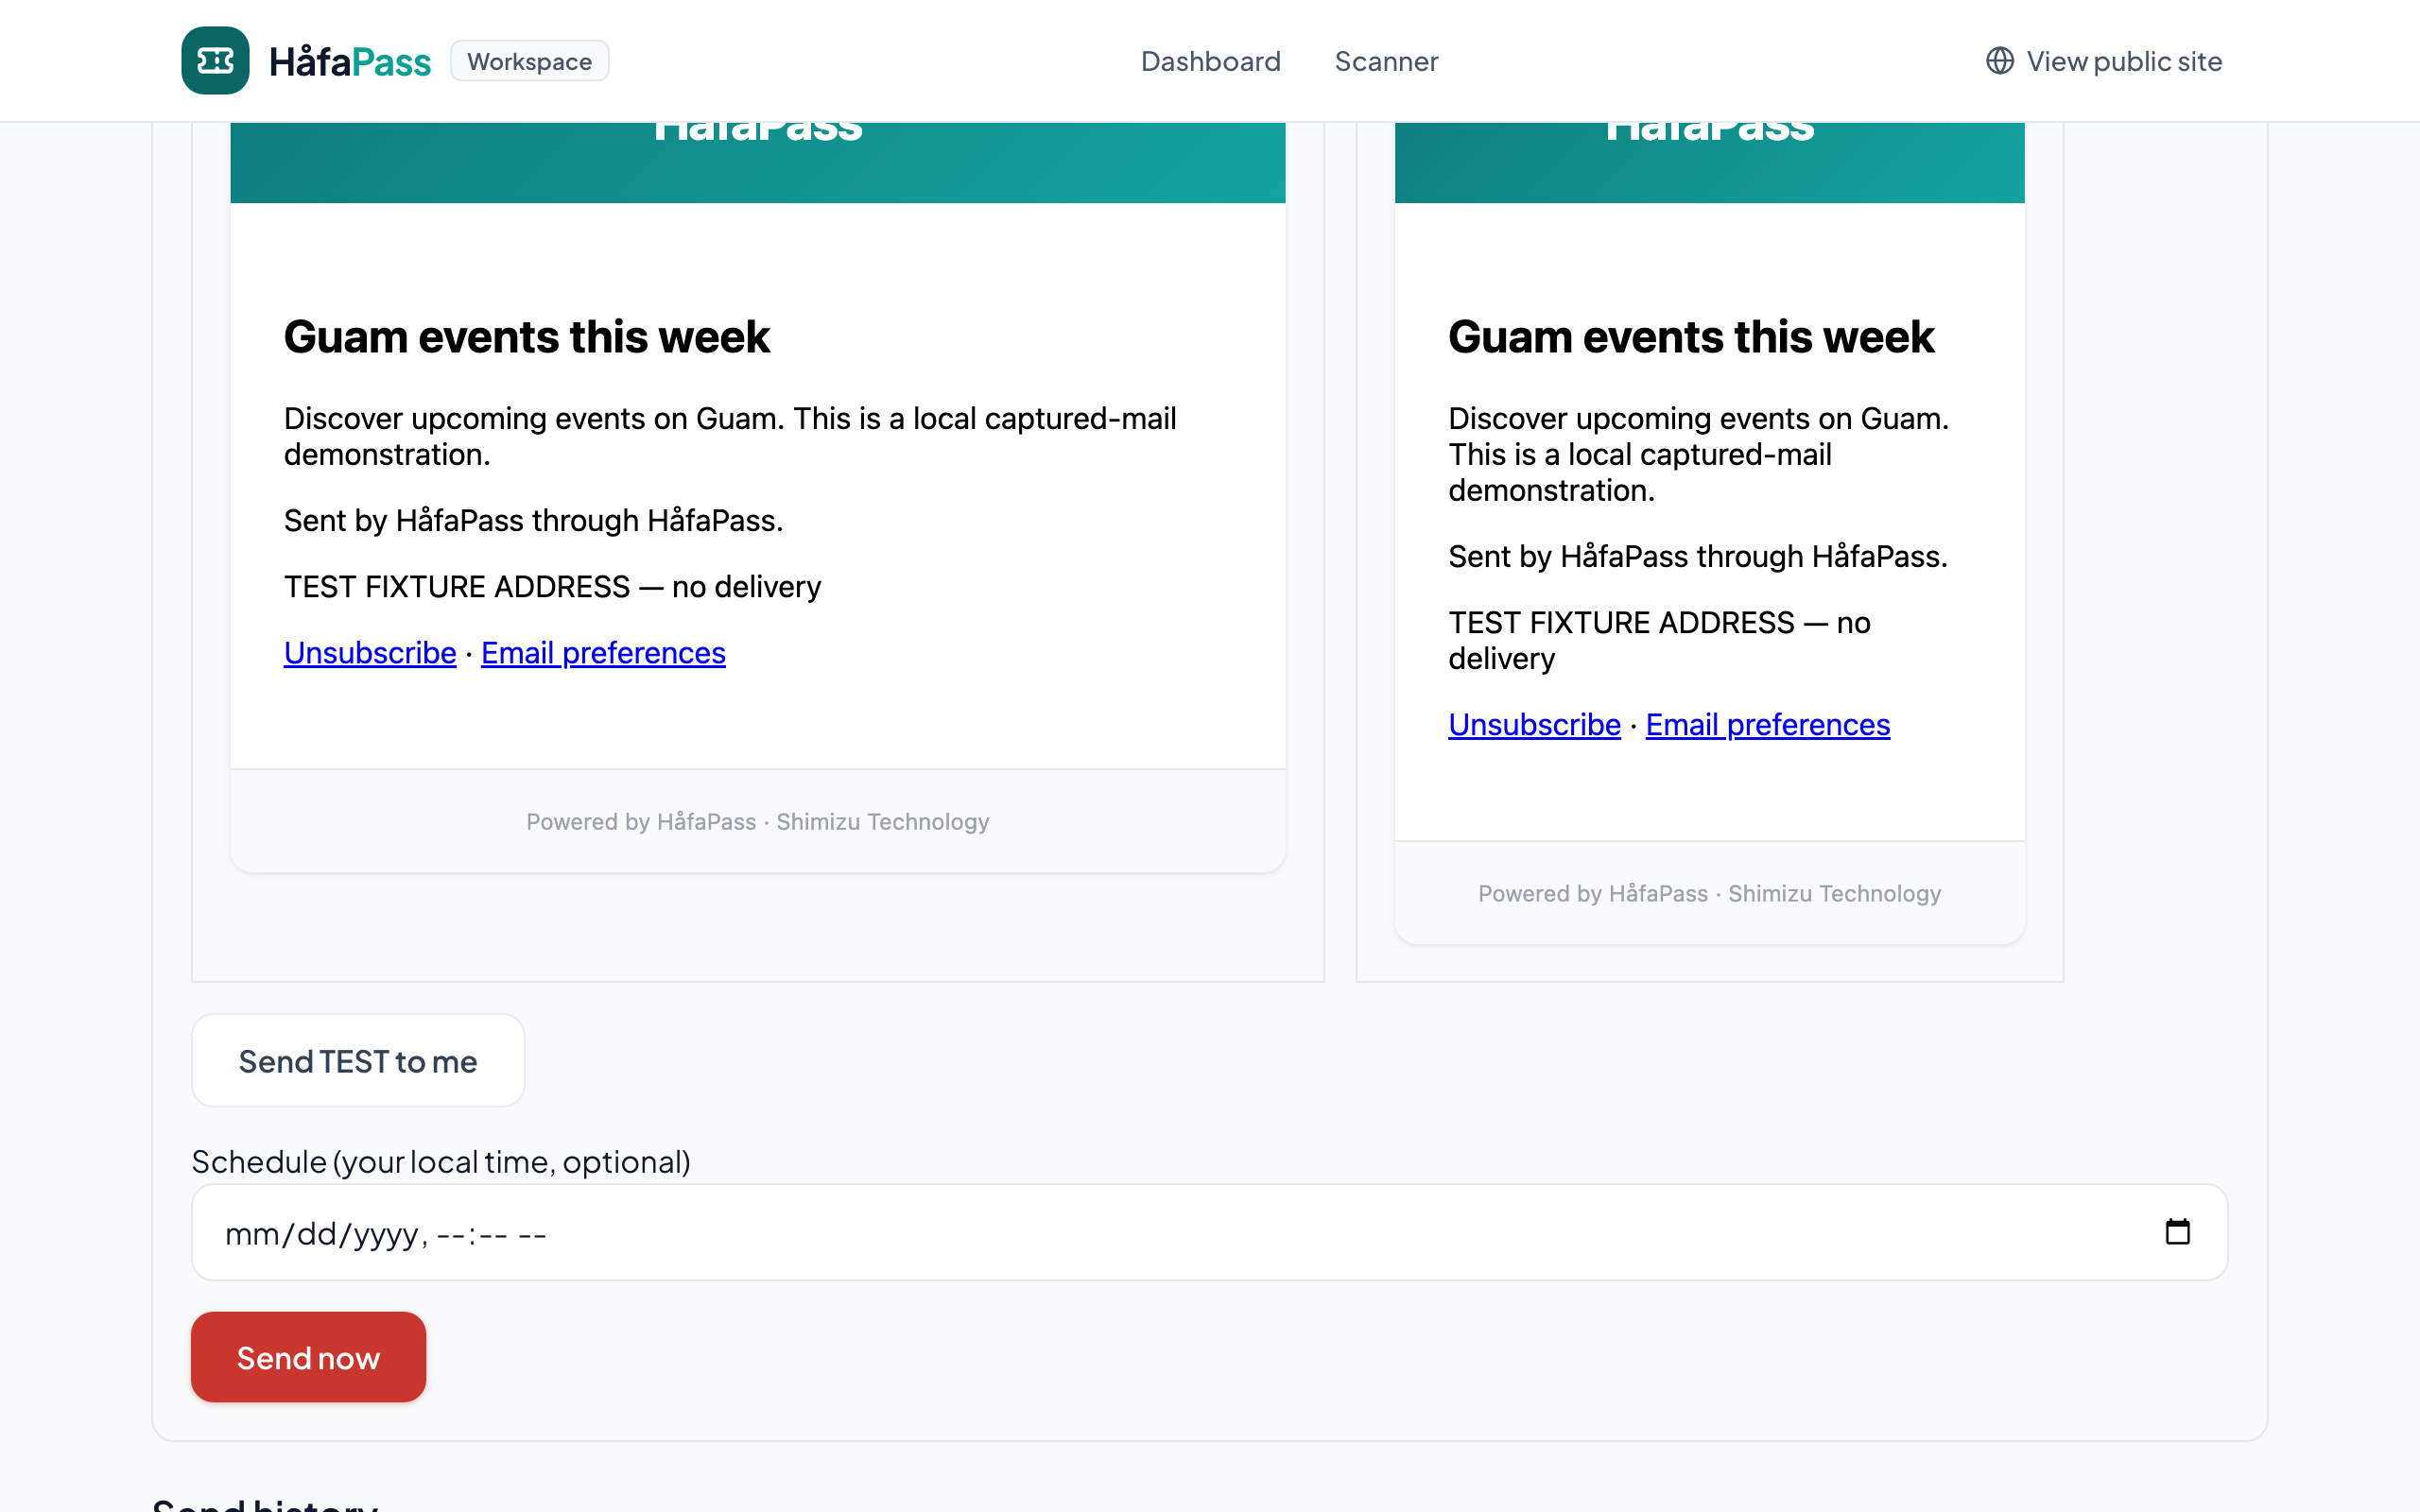 HåfaPass Workspace Dashboard Scanner View public site
HåfaPass
Guam events this week
Discover upcoming events on Guam. This is a local captured-mail
demonstration.
Sent by HåfaPass through HåfaPass.
TEST FIXTURE ADDRESS — no delivery
Unsubscribe · Email preferences
Powered by HåfaPass · Shimizu Technology
HåfaPass
Guam events this week
Discover upcoming events on Guam.
This is a local captured-mail
demonstration.
Sent by HåfaPass through HåfaPass.
TEST FIXTURE ADDRESS — no
delivery
Unsubscribe · Email preferences
Powered by HåfaPass · Shimizu Technology
Send TEST to me
Schedule (your local time, optional)
mm/dd/yyyy, --:-- --
Send now
Send history